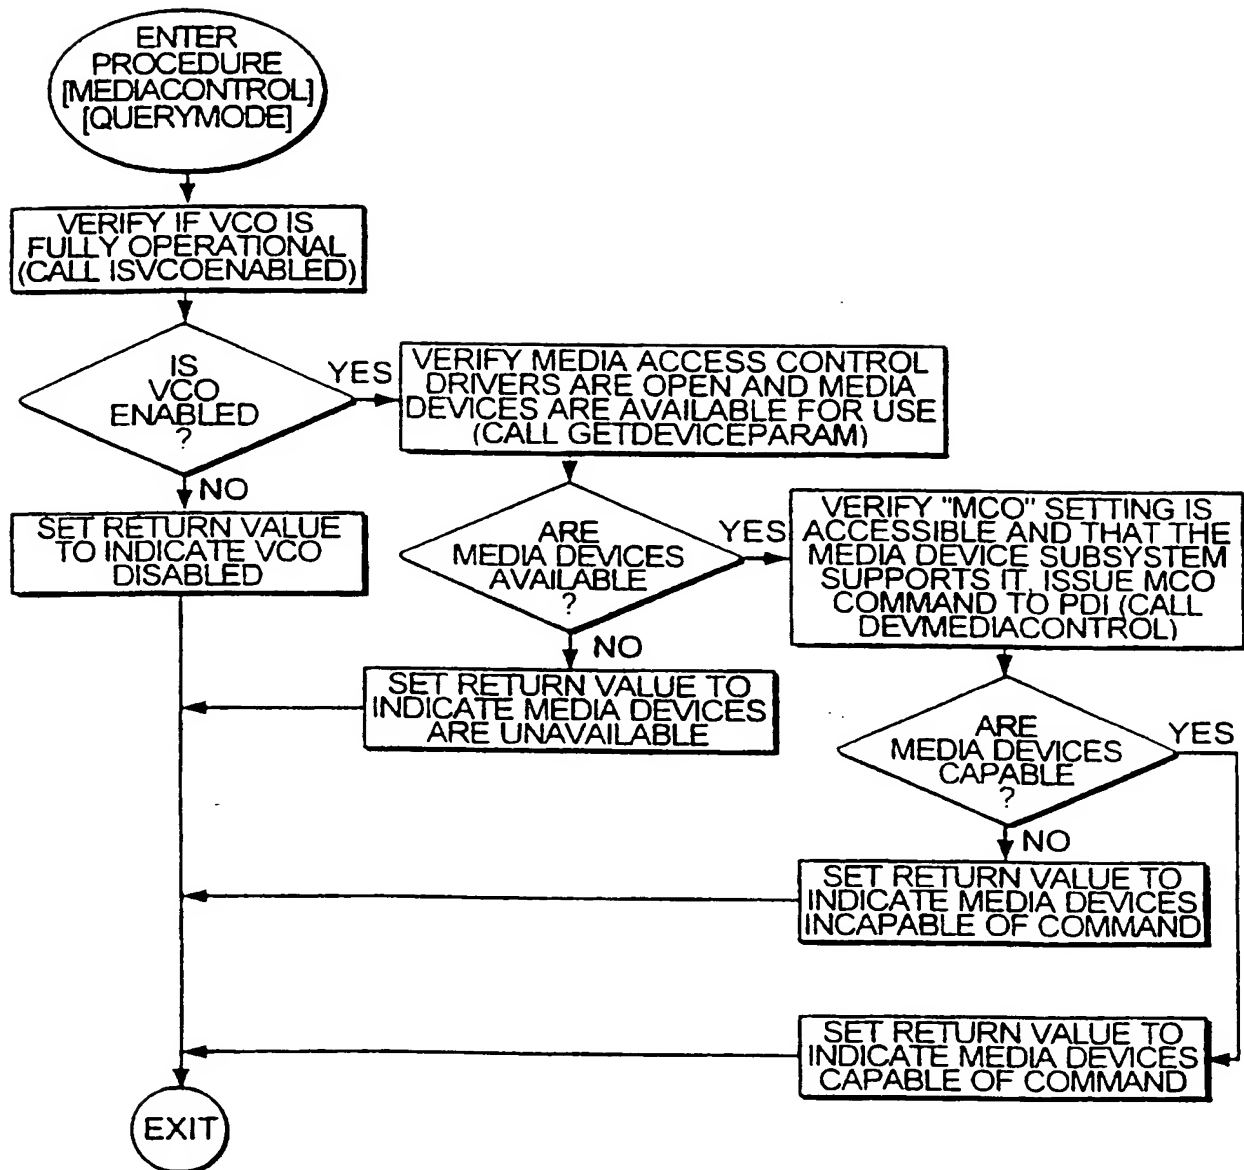 ENTER
PROCEDURE
[MEDIACONTROL]
[QUERYMODE]
VERIFY IF VCO IS
FULLY OPERATIONAL
(CALL ISVCOENABLED)
IS
VCO
ENABLED
?
YES
NO
VERIFY MEDIA ACCESS CONTROL
DRIVERS ARE OPEN AND MEDIA
DEVICES ARE AVAILABLE FOR USE
(CALL GETDEVICEPARAM)
SET RETURN VALUE
TO INDICATE VCO
DISABLED
ARE
MEDIA DEVICES
AVAILABLE
?
YES
NO
VERIFY "MCO" SETTING IS
ACCESSIBLE AND THAT THE
MEDIA DEVICE SUBSYSTEM
SUPPORTS IT, ISSUE MCO
COMMAND TO PDI (CALL
DEVMEDIACONTROL)
SET RETURN VALUE TO
INDICATE MEDIA DEVICES
ARE UNAVAILABLE
ARE
MEDIA DEVICES
CAPABLE
?
YES
NO
SET RETURN VALUE TO
INDICATE MEDIA DEVICES
INCAPABLE OF COMMAND
SET RETURN VALUE TO
INDICATE MEDIA DEVICES
CAPABLE OF COMMAND
EXIT